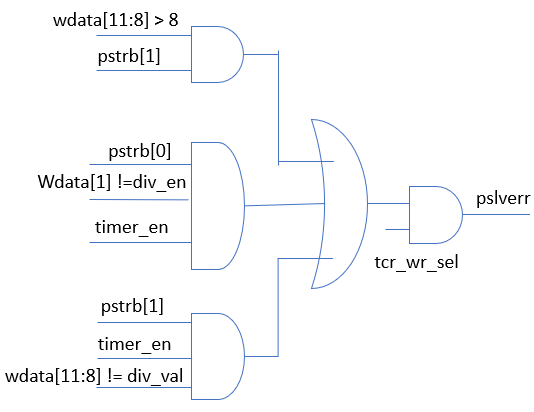 wdata[11:8] > 8
pstrb[1]
pstrb[0]
Wdata[1] !=div_en
timer_en
pslverr
tcr_wr_sel
pstrb[1]
timer_en
wdata[11:8] != div_val